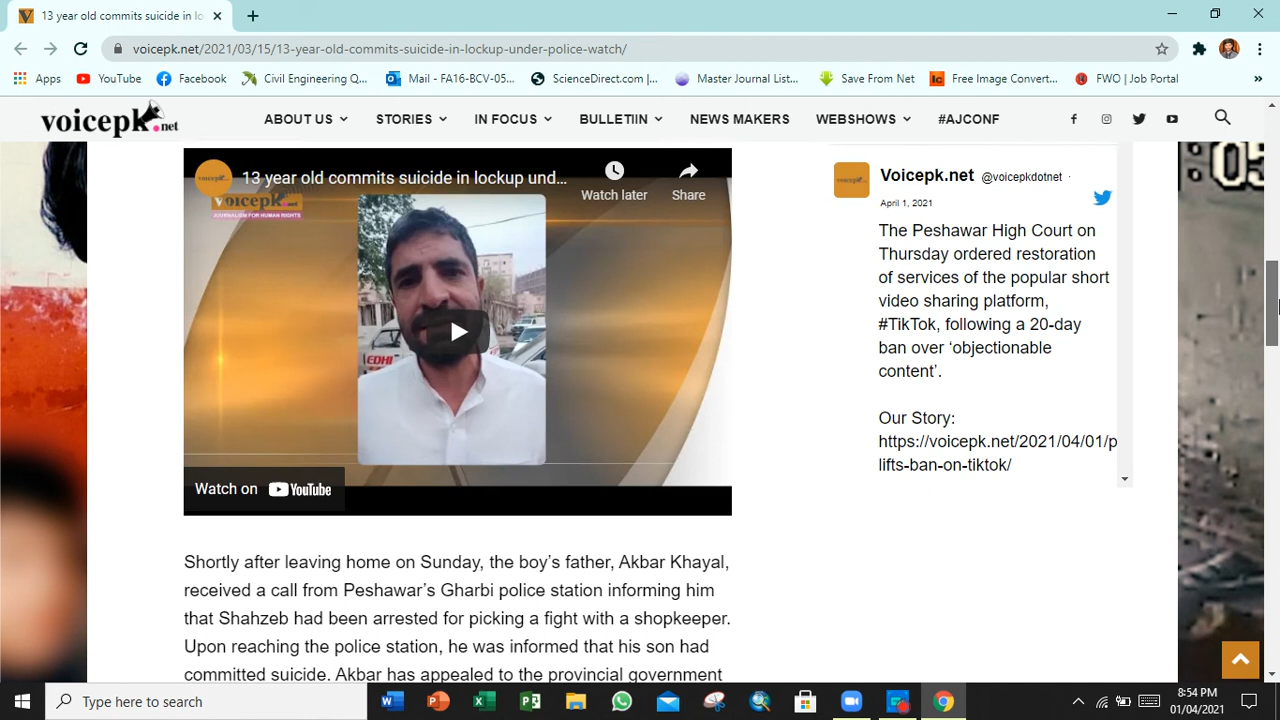 13 year old commits suicide in lo
voicepk.net/2021/03/15/13-year-old-commits-suicide-in-lockup-under-police-watch/
Apps YouTube Facebook Civil Engineering Q... Mail - FA16-BCV-05... ScienceDirect.com |... Master Journal List... Save From Net Free Image Convert... FWO | Job Portal »
voicepk.net ABOUT US STORIES IN FOCUS BULLETIIN NEWS MAKERS WEBSHOWS #AJCONF
13 year old commits suicide in lockup und...
Watch later Share
voicepk.net
JOURNALISM FOR HUMAN RIGHTS
EDHI
Watch on YouTube
Voicepk.net @voicepkdotnet ·
April 1, 2021
The Peshawar High Court on
Thursday ordered restoration
of services of the popular short
video sharing platform,
#TikTok, following a 20-day
ban over ‘objectionable
content’.
Our Story:
https://voicepk.net/2021/04/01/p
lifts-ban-on-tiktok/
:05
Shortly after leaving home on Sunday, the boy’s father, Akbar Khayal,
received a call from Peshawar’s Gharbi police station informing him
that Shahzeb had been arrested for picking a fight with a shopkeeper.
Upon reaching the police station, he was informed that his son had
committed suicide. Akbar has appealed to the provincial government
Type here to search
8:54 PM
01/04/2021